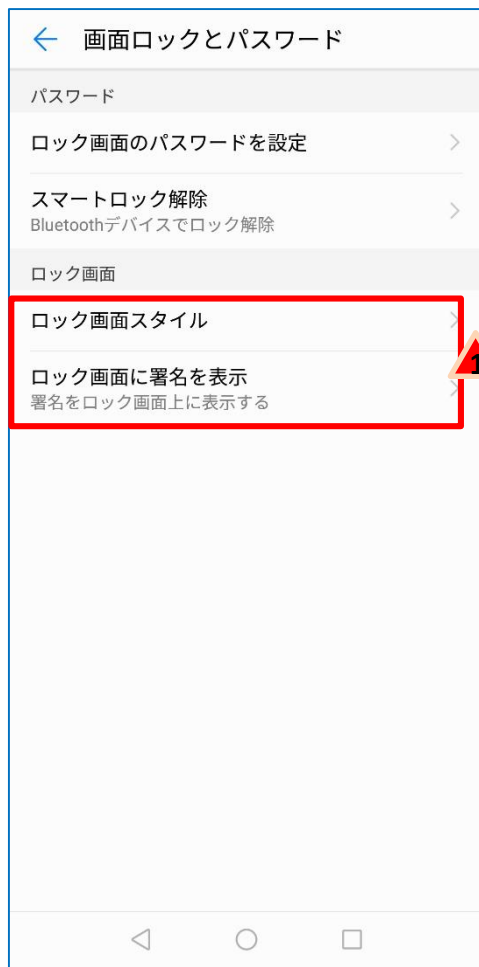 画面ロックとパスワード
パスワード
ロック画面のパスワードを設定
スマートロック解除
Bluetoothデバイスでロック解除
ロック画面
ロック画面スタイル
1
ロック画面に署名を表示
署名をロック画面上に表示する